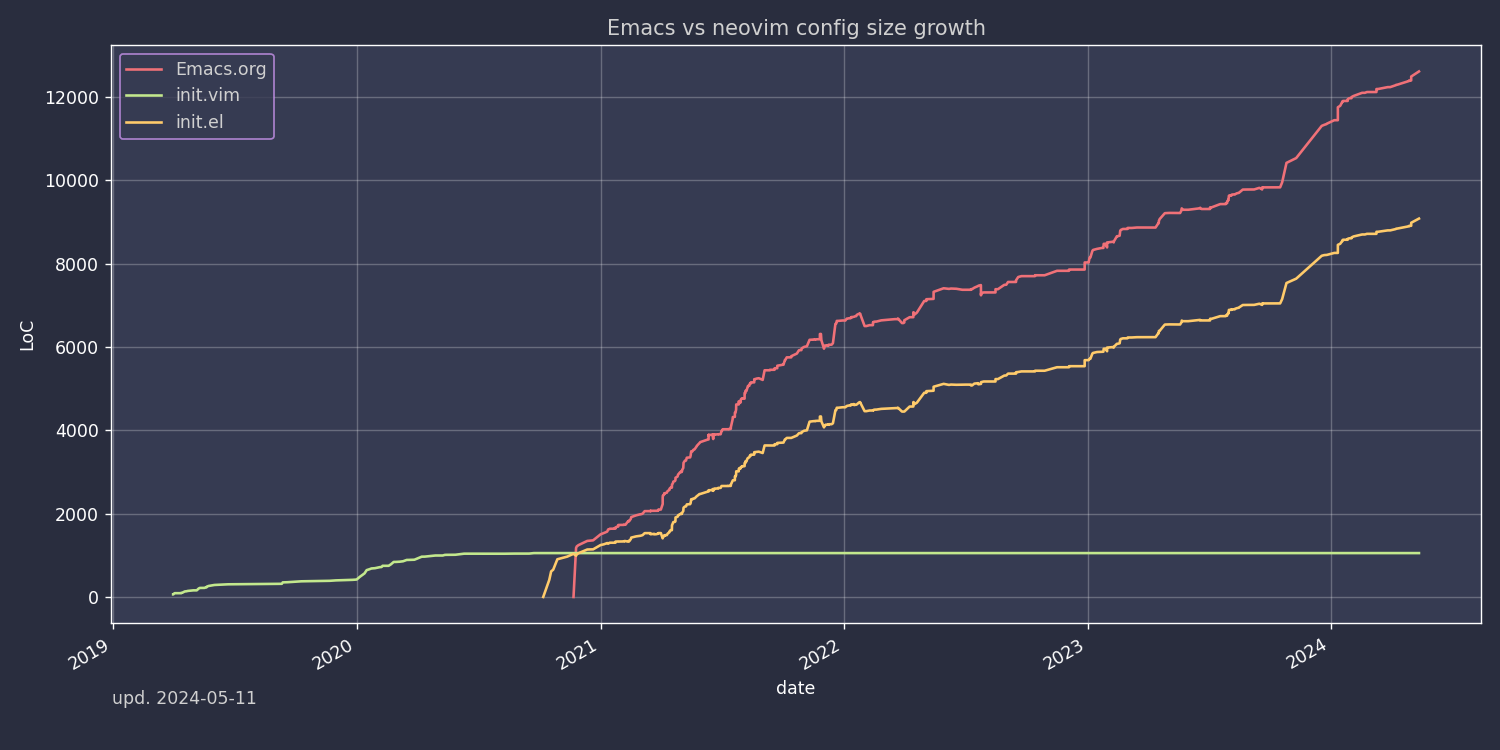 Emacs vs neovim config size growth
Emacs.org
init.vim
init.el
LoC
12000
10000
8000
6000
4000
2000
0
2019
2020
2021
2022
2023
2024
date
upd. 2024-05-11